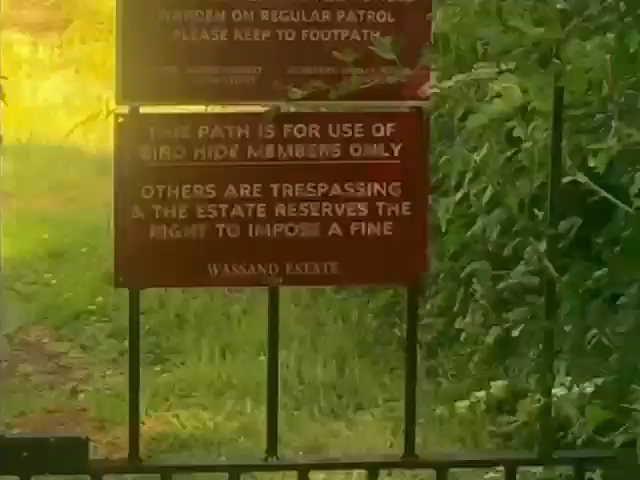 WARDEN ON REGULAR PATROL
PLEASE KEEP TO FOOTPATH
THIS PATH IS FOR USE OF
BIRD HIDE MEMBERS ONLY
OTHERS ARE TRESPASSING
& THE ESTATE RESERVES THE
RIGHT TO IMPOSE A FINE
WASSAND ESTATE